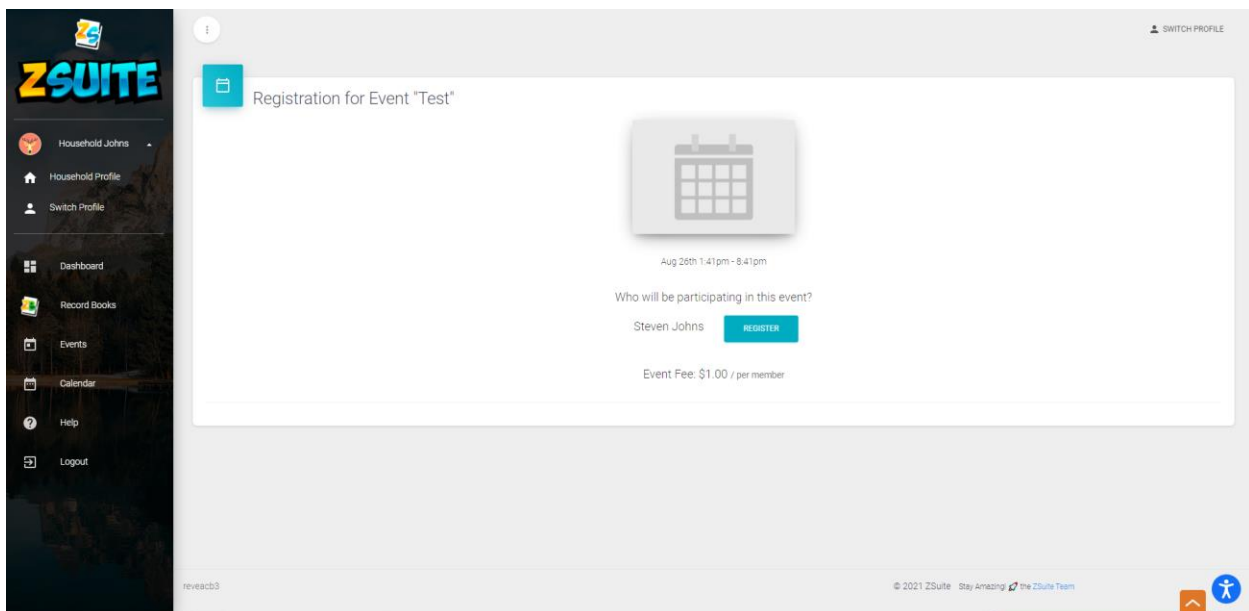 SWITCH PROFILE
ZSUITE
Household Johns
Household Profile
Switch Profile
Dashboard
Record Books
Events
Calendar
Help
Logout
Registration for Event "Test"
Aug 26th 1:41pm - 8:41pm
Who will be participating in this event?
Steven Johns REGISTER
Event Fee: $1.00 / per member
reveacb3
© 2021 ZSuite Stay Amazing! the ZSuite Team